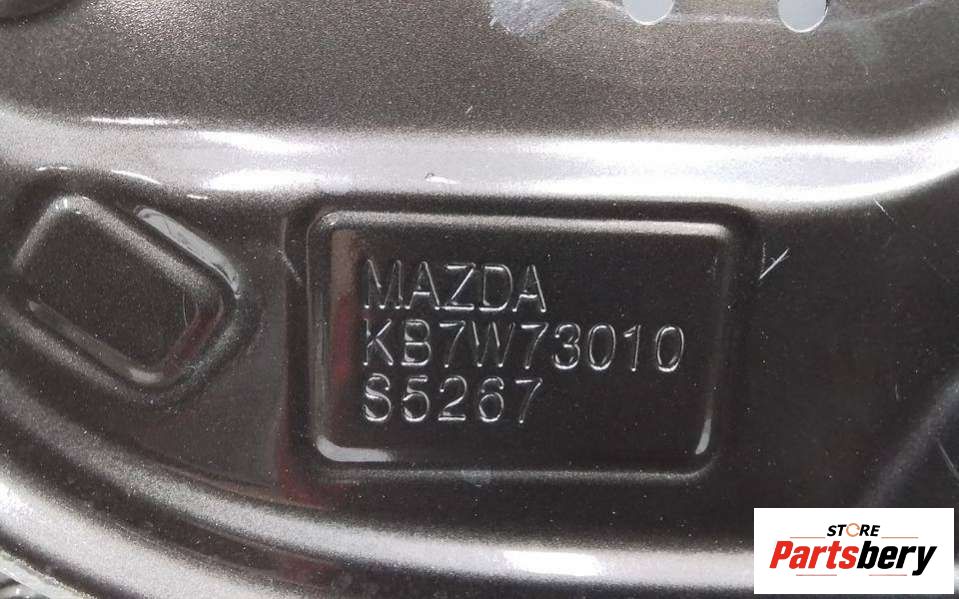 MAZDA
KB7W73010
S5267
STORE
Partsbery